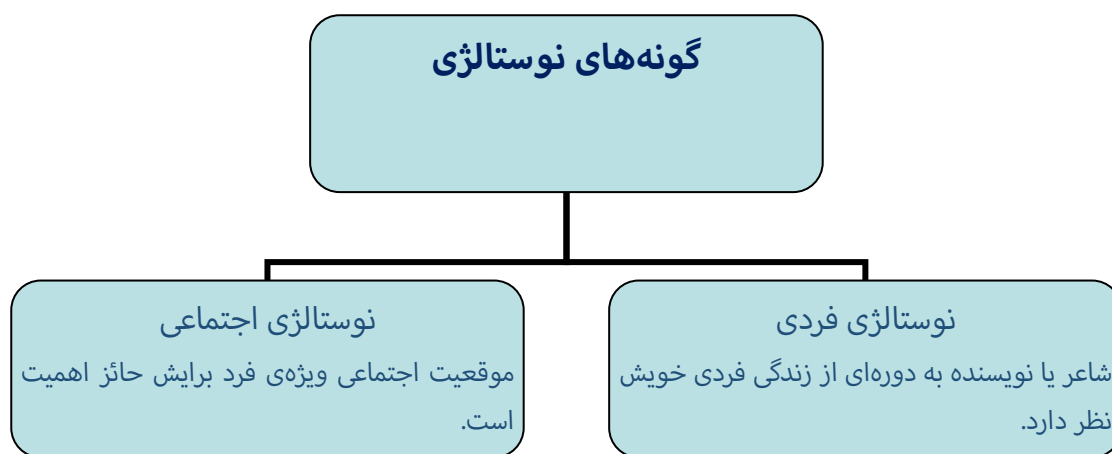 گونه‌های نوستالژی
نوستالژی فردی
شاعر یا نویسنده به دوره‌ای از زندگی فردی خویش
نظر دارد.
نوستالژی اجتماعی
موقعیت اجتماعی ویژه‌ی فرد برایش حائز اهمیت
است.